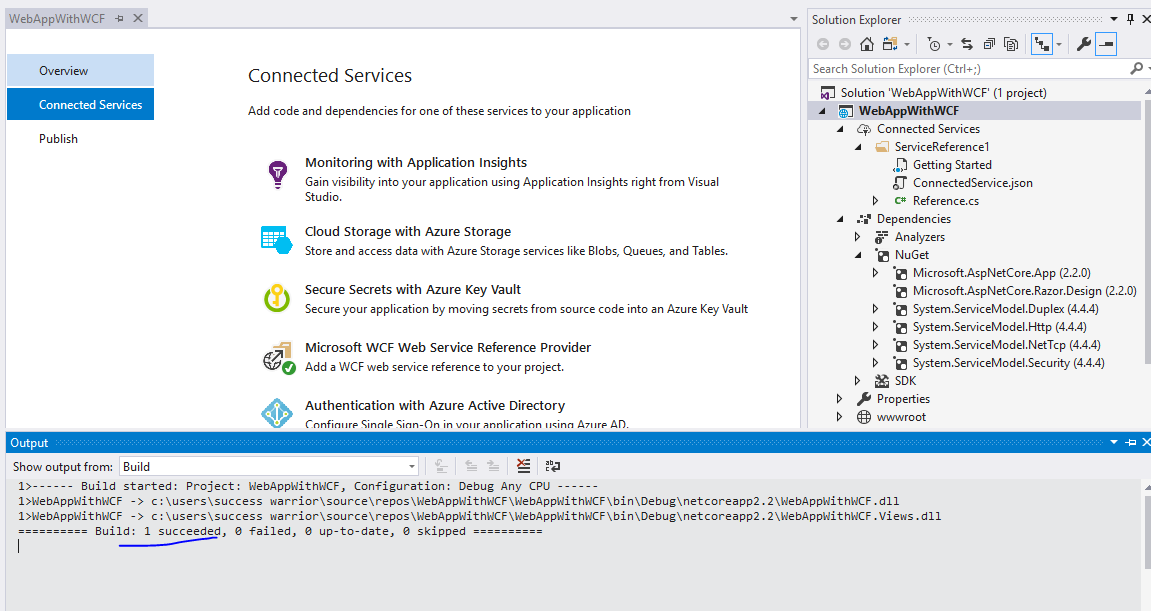 WebAppWithWCF
Overview
Connected Services
Publish
Connected Services
Add code and dependencies for one of these services to your application
Monitoring with Application Insights
Gain visibility into your application using Application Insights right from Visual
Studio.
Cloud Storage with Azure Storage
Store and access data with Azure Storage services like Blobs, Queues, and Tables.
Secure Secrets with Azure Key Vault
Secure your application by moving secrets from source code into an Azure Key Vault
Microsoft WCF Web Service Reference Provider
Add a WCF web service reference to your project.
Authentication with Azure Active Directory
Configure Single Sign-On in your application using Azure AD.
Solution Explorer
Search Solution Explorer (Ctrl+;)
Solution 'WebAppWithWCF' (1 project)
WebAppWithWCF
Connected Services
ServiceReference1
Getting Started
ConnectedService.json
C# Reference.cs
Dependencies
Analyzers
NuGet
Microsoft.AspNetCore.App (2.2.0)
Microsoft.AspNetCore.Razor.Design (2.2.0)
System.ServiceModel.Duplex (4.4.4)
System.ServiceModel.Http (4.4.4)
System.ServiceModel.NetTcp (4.4.4)
System.ServiceModel.Security (4.4.4)
SDK
Properties
wwwroot
Output
Show output from: Build
1>------ Build started: Project: WebAppWithWCF, Configuration: Debug Any CPU ------
1>WebAppWithWCF -> c:\users\success warrior\source\repos\WebAppWithWCF\WebAppWithWCF\bin\Debug\netcoreapp2.2\WebAppWithWCF.dll
1>WebAppWithWCF -> c:\users\success warrior\source\repos\WebAppWithWCF\WebAppWithWCF\bin\Debug\netcoreapp2.2\WebAppWithWCF.Views.dll
========== Build: 1 succeeded, 0 failed, 0 up-to-date, 0 skipped ==========